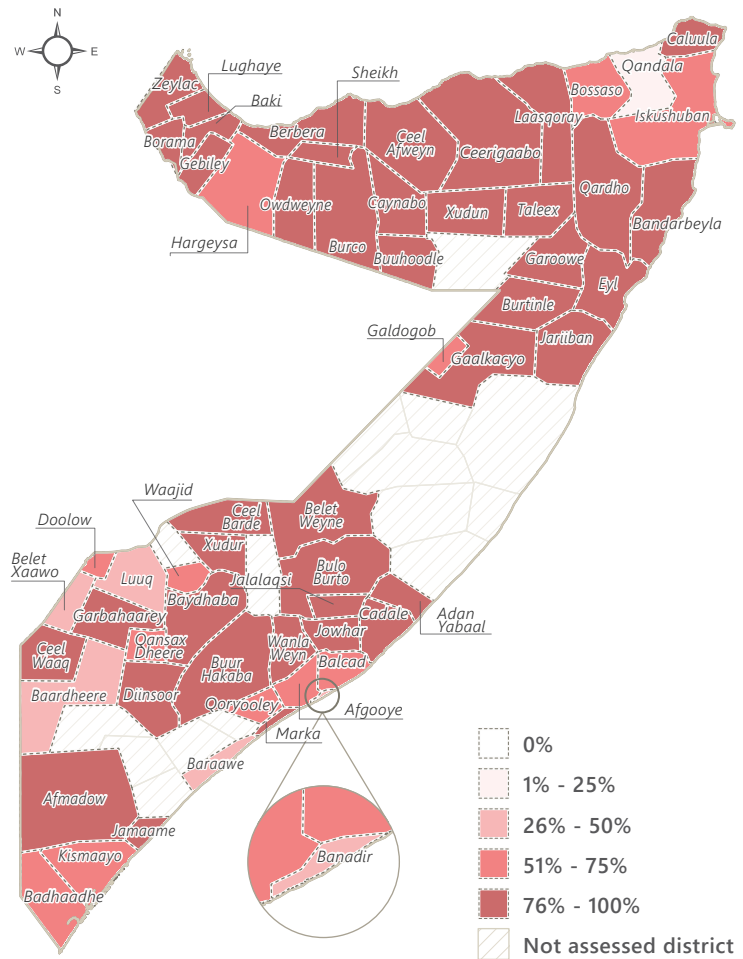 N
W
E
S
Caluula
Lughaye
Qandala
Sheikh
Zeylac
Bossaso
Baki
Laasqoray
Iskushuban
Berbera
Borama
Ceel
Afweyn
Ceerigaabo
Gebiley
Qardho
Owdweyne
Caynabo
Xudun
Taleex
Bandarbeyla
Hargeysa
Burco
Buuhoodle
Garoowe
Eyl
Burtinle
Galdogob
Jariiban
Gaalkacyo
Waajid
Ceel
Barde
Belet
Weyne
Doolow
Xudur
Belet
Xaawo
Luuq
Jalalaqsi
Bulo
Burto
Baydhaba
Garbahaarey
Cadale
Adan
Yabaal
Qansax
Dheere
Jowhar
Ceel
Waaq
Wanla
Weyn
Buur
Hakaba
Balcad
Baardheere
Diinsoor
Qoryooley
Afgooye
Marka
Baraawe
Afmadow
Jamaame
Kismaayo
Banadir
Badhaadhe
0%
1% - 25%
26% - 50%
51% - 75%
76% - 100%
Not assessed district